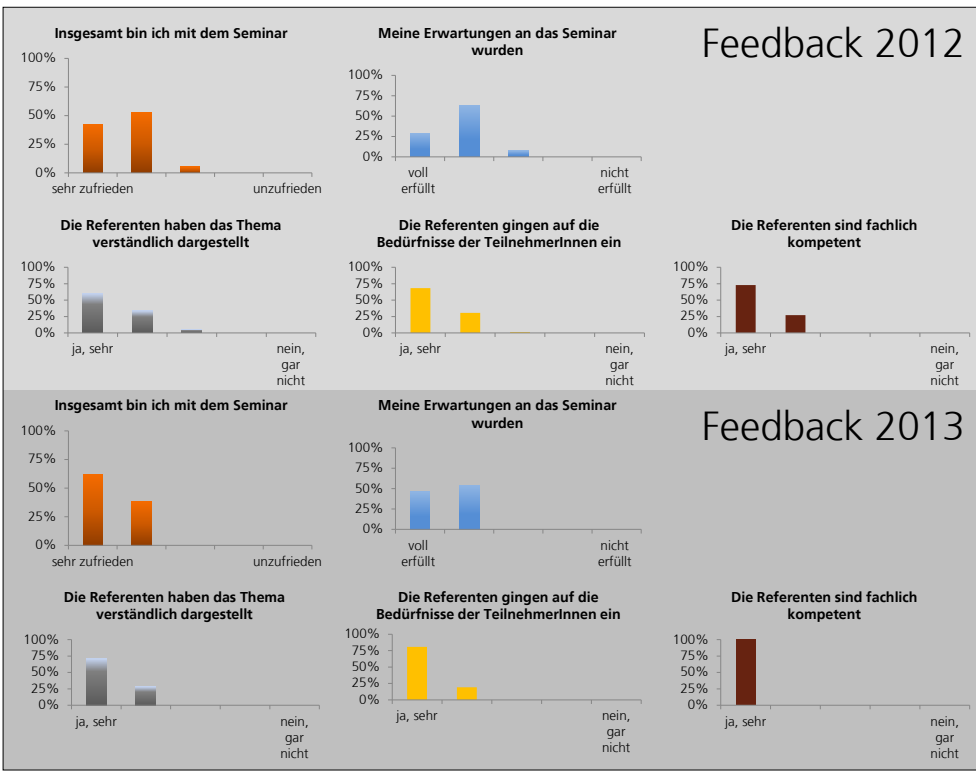 Feedback 2012
Insgesamt bin ich mit dem Seminar
100%
75%
50%
25%
0%
sehr zufrieden
unzufrieden
Meine Erwartungen an das Seminar
wurden
100%
75%
50%
25%
0%
voll
erfüllt
nicht
erfüllt
Die Referenten haben das Thema
verständlich dargestellt
100%
75%
50%
25%
0%
ja, sehr
nein,
gar
nicht
Die Referenten gingen auf die
Bedürfnisse der TeilnehmerInnen ein
100%
75%
50%
25%
0%
ja, sehr
nein,
gar
nicht
Die Referenten sind fachlich
kompetent
100%
75%
50%
25%
0%
ja, sehr
nein,
gar
nicht
Feedback 2013
Insgesamt bin ich mit dem Seminar
100%
75%
50%
25%
0%
sehr zufrieden
unzufrieden
Meine Erwartungen an das Seminar
wurden
100%
75%
50%
25%
0%
voll
erfüllt
nicht
erfüllt
Die Referenten haben das Thema
verständlich dargestellt
100%
75%
50%
25%
0%
ja, sehr
nein,
gar
nicht
Die Referenten gingen auf die
Bedürfnisse der TeilnehmerInnen ein
100%
75%
50%
25%
0%
ja, sehr
nein,
gar
nicht
Die Referenten sind fachlich
kompetent
100%
75%
50%
25%
0%
ja, sehr
nein,
gar
nicht